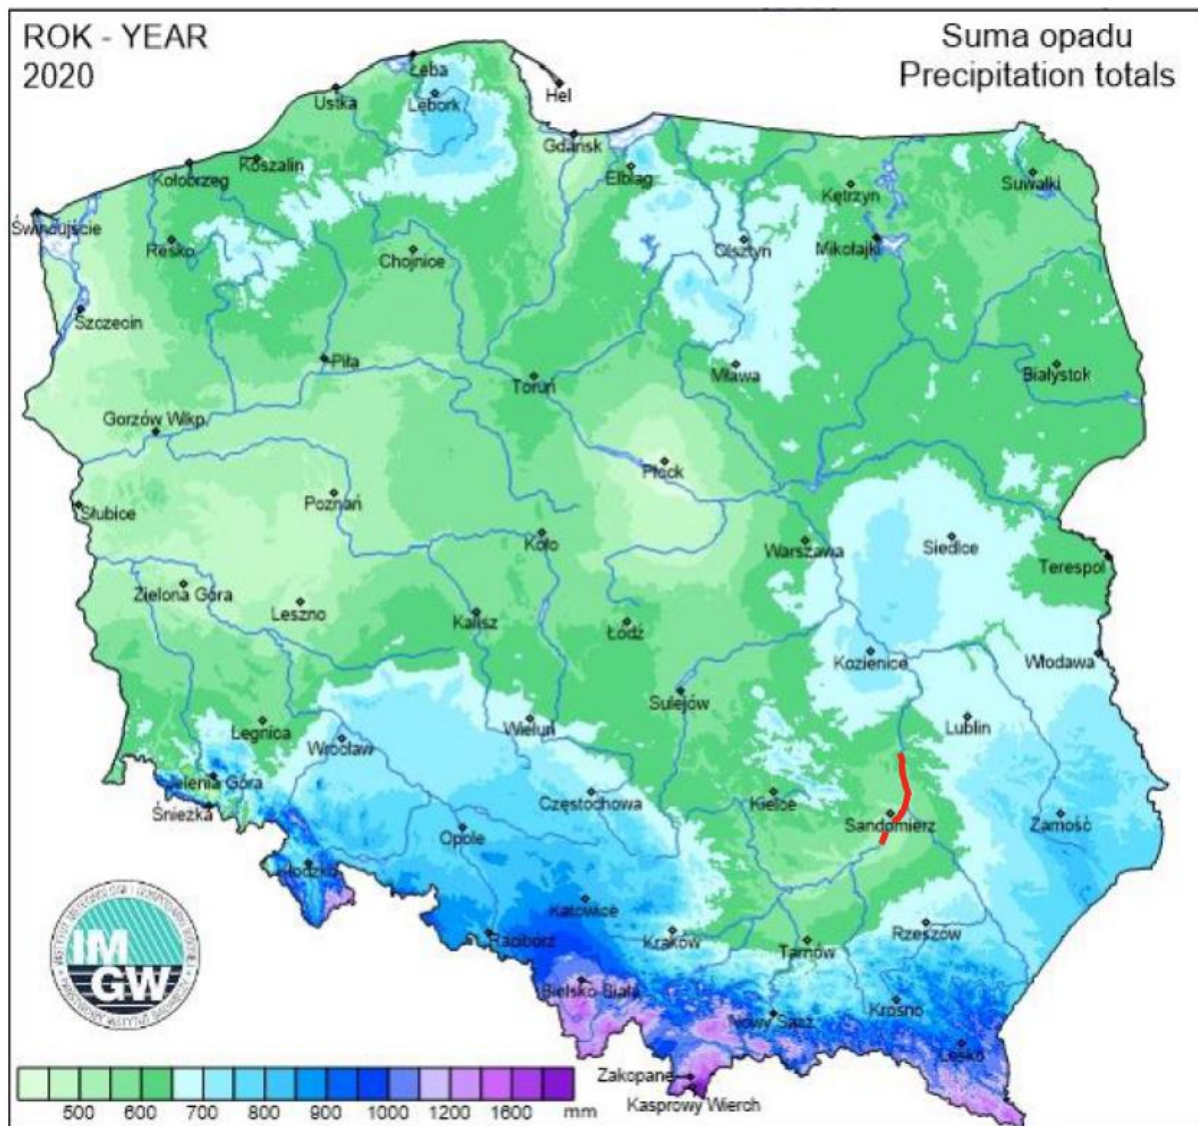 ROK - YEAR
2020
Suma opadu
Precipitation totals
Łeba
Ustka
Lębork
Hel
Gdańsk
Koszalin
Kołobrzeg
Elbląg
Kętrzyn
Suwałki
Świnoujście
Resko
Chojnice
Olsztyn
Mikołajki
Szczecin
Piła
Toruń
Mława
Białystok
Gorzów Wlkp.
Płock
Poznań
Słubice
Koło
Warszawa
Siedlce
Terespol
Zielona Góra
Leszno
Kalisz
Łódź
Kozienice
Włodawa
Sulejów
Legnica
Wrocław
Wieluń
Lublin
Jelenia Góra
Śnieżka
Częstochowa
Kielce
Sandomierz
Zamość
Opole
Kłodzko
Katowice
Racibórz
Kraków
Tarnów
Rzeszów
Bielsko Biała
Nowy Sącz
Krosno
Lesko
Zakopane
Kasprowy Wierch
IM
GW
500 600 700 800 900 1000 1200 1600 mm